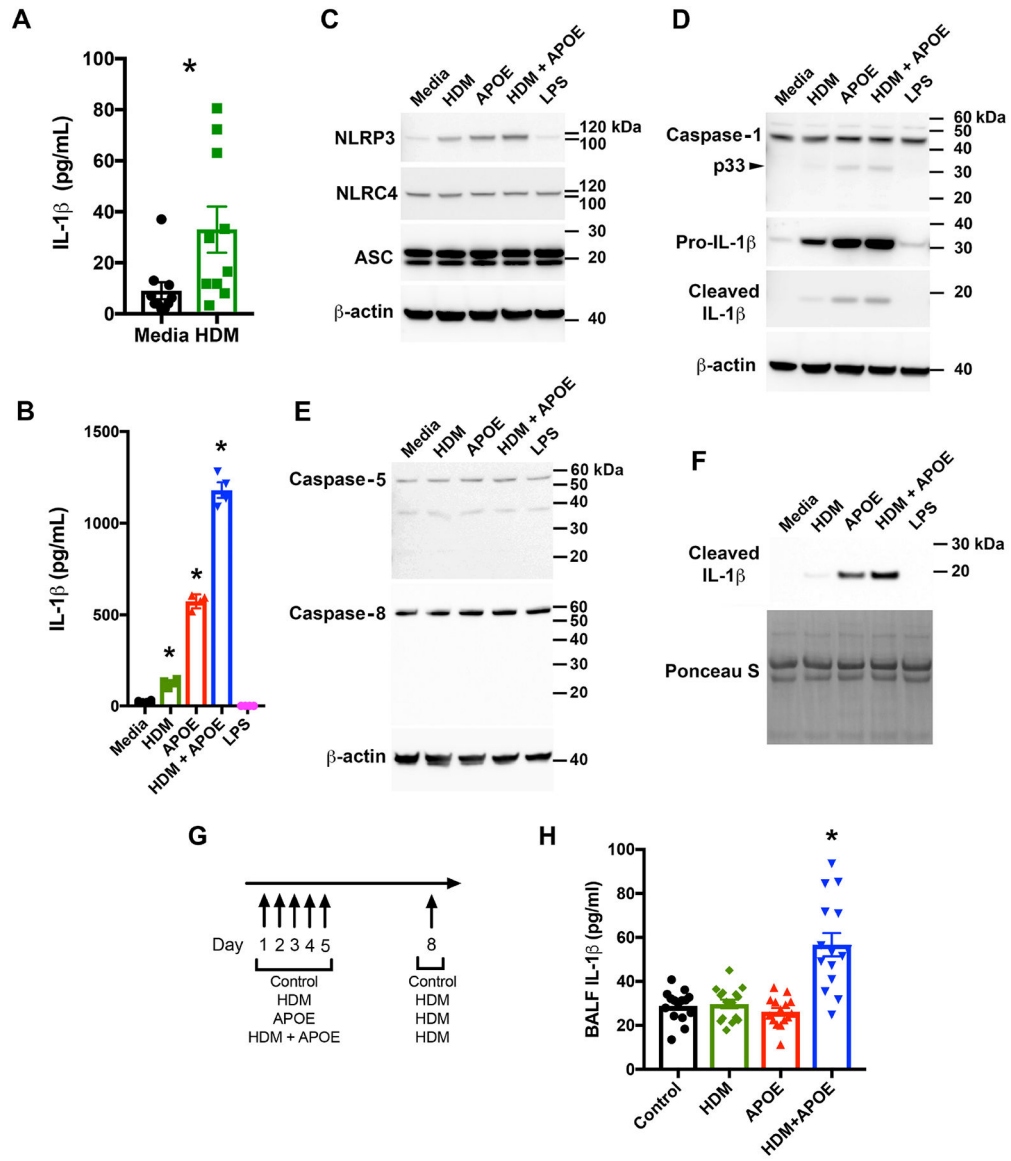 A
IL-1β (pg/mL)
100
80
60
40
20
0
*
Media HDM
B
IL-1β (pg/mL)
1500
1000
500
0
*
*
*
Media
HDM
APOE
HDM + APOE
LPS
C
Media
HDM
APOE
HDM + APOE
LPS
NLRP3
120 kDa
100
NLRC4
120
100
ASC
30
20
β-actin
40
D
Media
HDM
APOE
HDM + APOE
LPS
Caspase-1
p33
60 kDa
50
40
30
20
Pro-IL-1β
40
30
Cleaved
IL-1β
20
β-actin
40
E
Media
HDM
APOE
HDM + APOE
LPS
Caspase-5
60 kDa
50
40
30
20
Caspase-8
60
50
40
30
20
β-actin
40
F
Media
HDM
APOE
HDM + APOE
LPS
Cleaved
IL-1β
30 kDa
20
Ponceau S
G
Day 1 2 3 4 5 8
Control Control
HDM HDM
APOE HDM
HDM + APOE HDM
H
BALF IL-1β (pg/ml)
100
80
60
40
20
0
*
Control
HDM
APOE
HDM+APOE